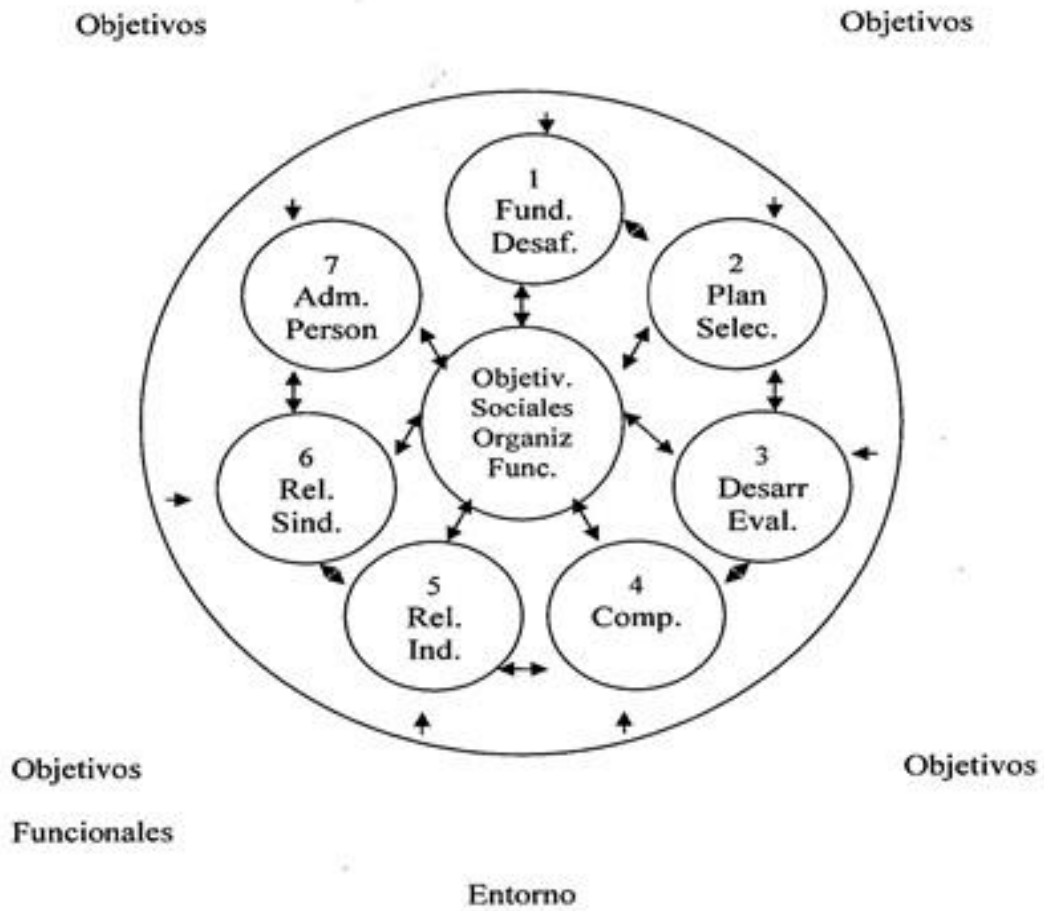 Objetivos
Objetivos
1
Fund.
Desaf.
7
Adm.
Person
2
Plan
Selec.
Objetiv.
Sociales
Organiz
Func.
6
Rel.
Sind.
3
Desarr
Eval.
5
Rel.
Ind.
4
Comp.
Objetivos
Objetivos
Funcionales
Entorno